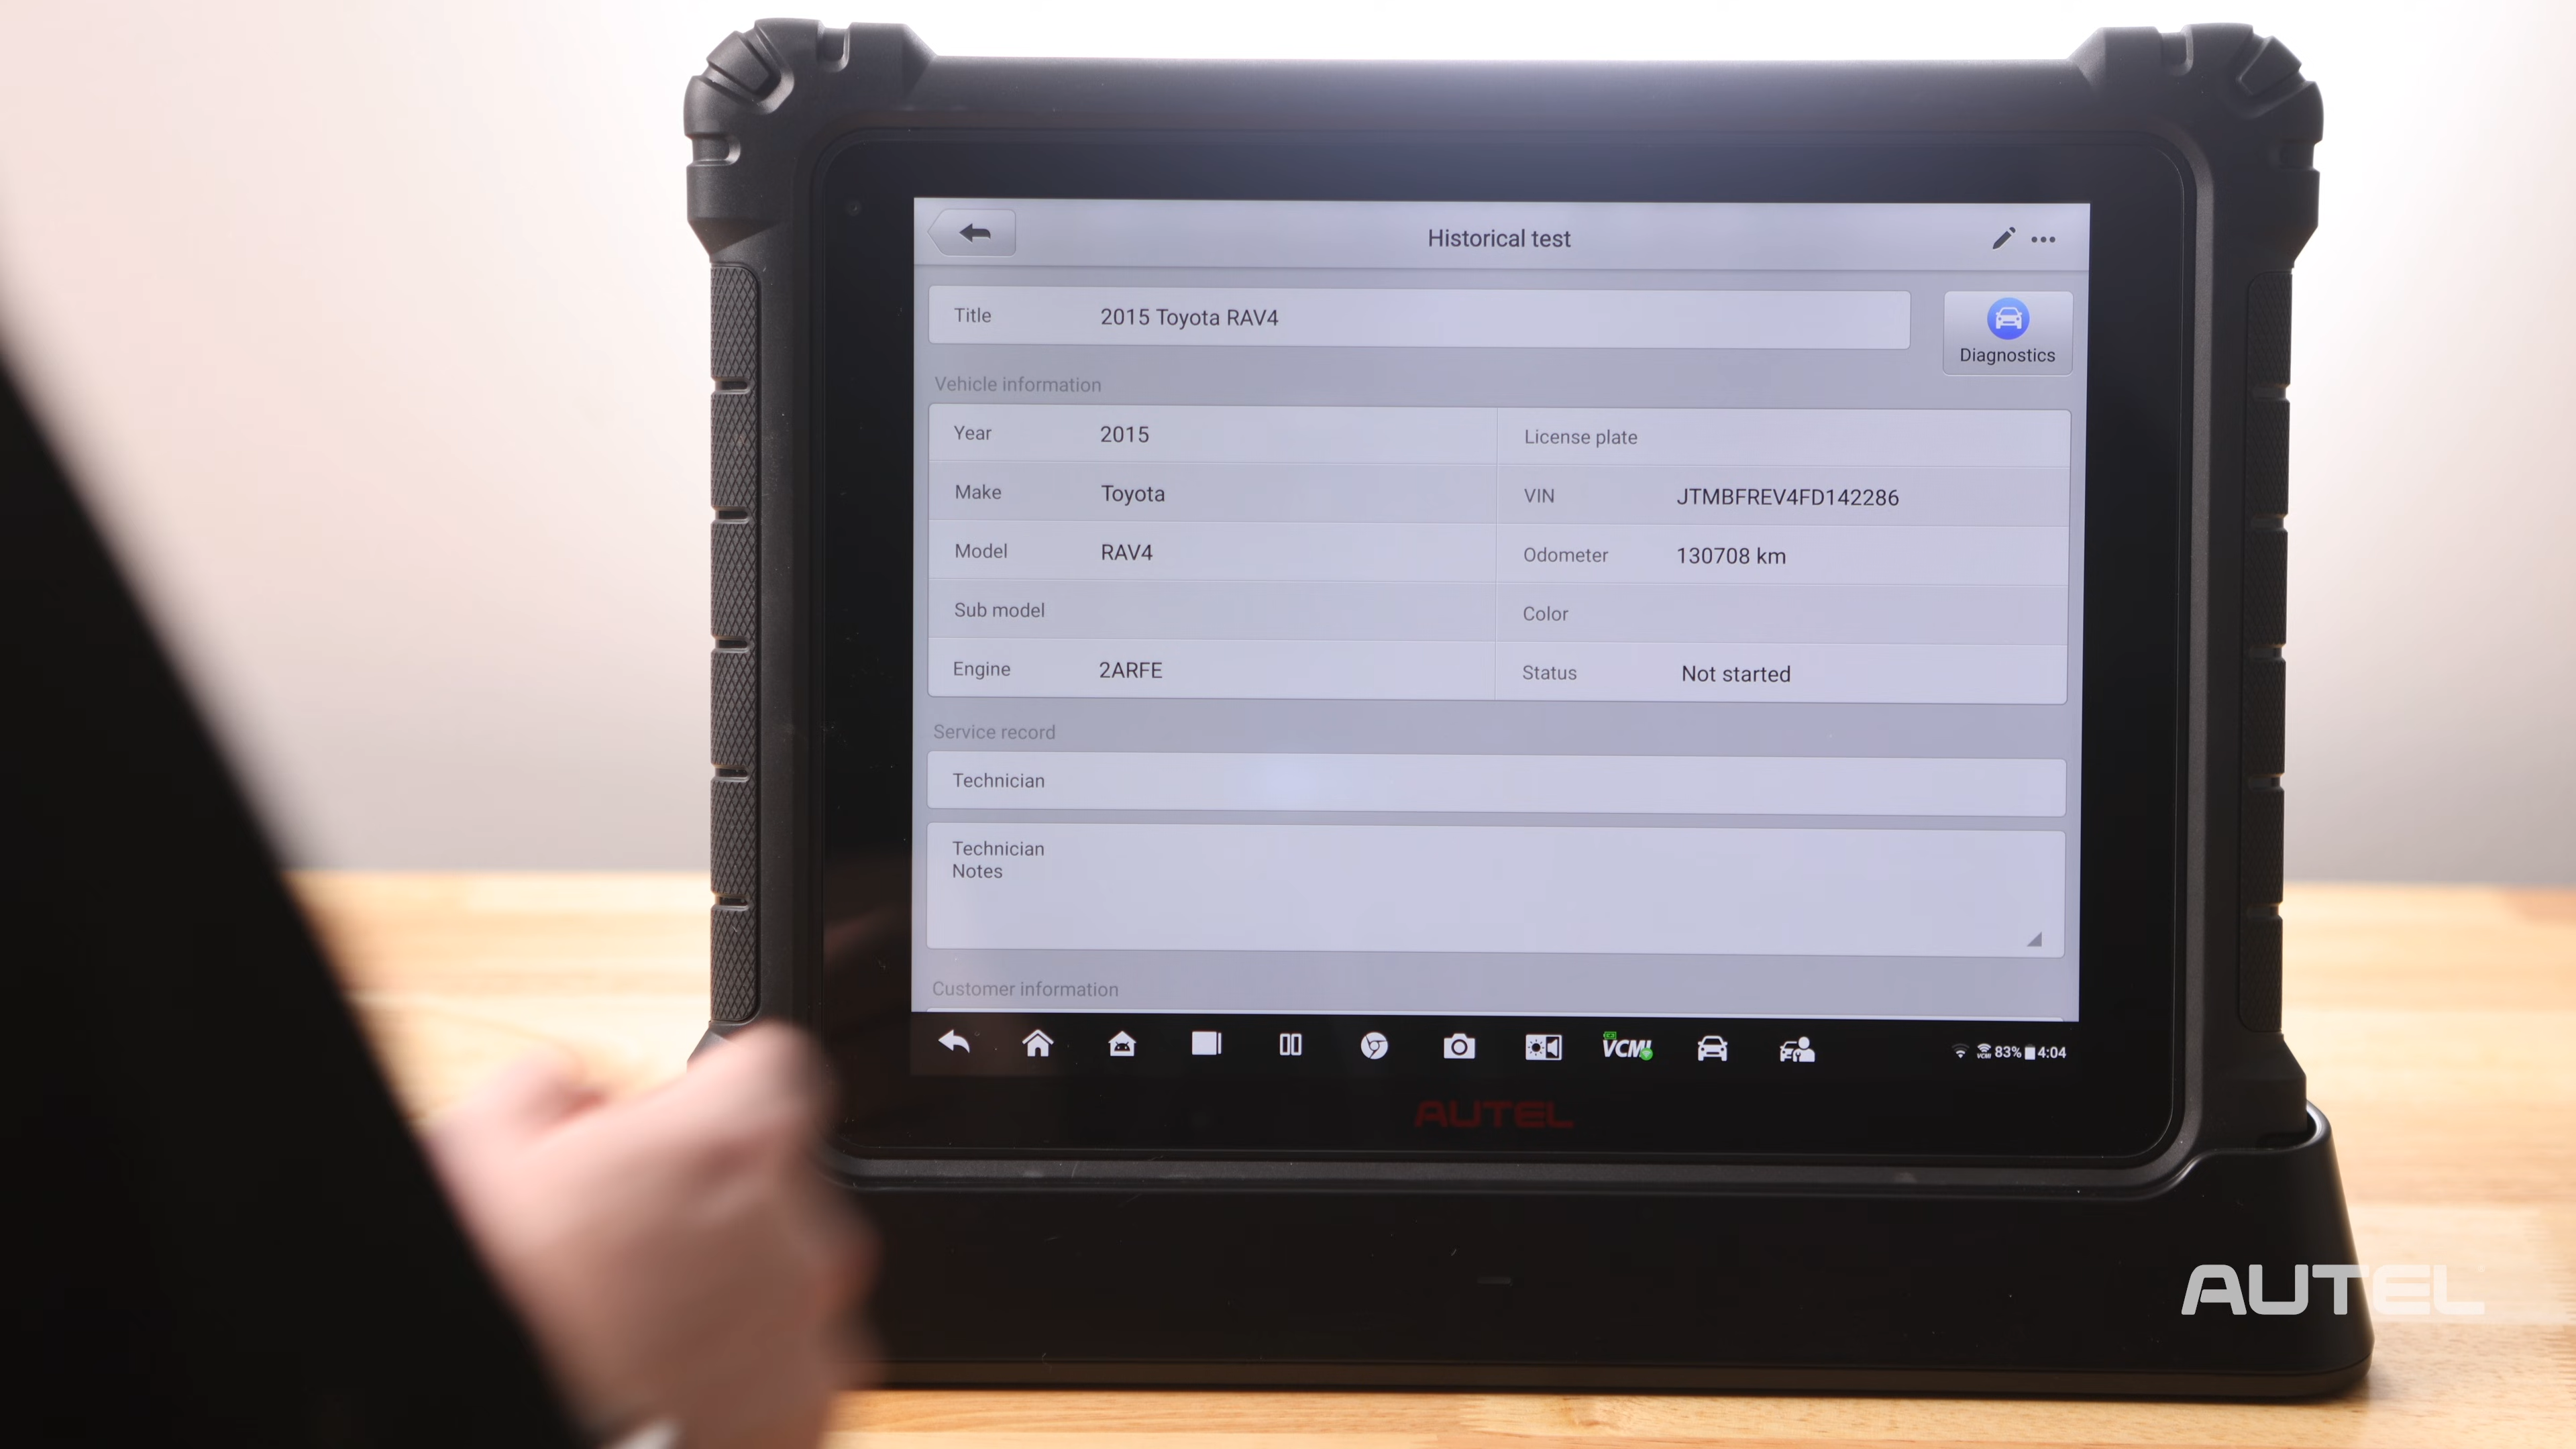 Historical test
Title 2015 Toyota RAV4
Diagnostics
Vehicle information
Year 2015 License plate
Make Toyota VIN JTMBFREV4FD142286
Model RAV4 Odometer 130708 km
Sub model Color
Engine 2ARFE Status Not started
Service record
Technician
Technician
Notes
Customer information
VCMI VCMI 83% 4:04
AUTEL
AUTEL